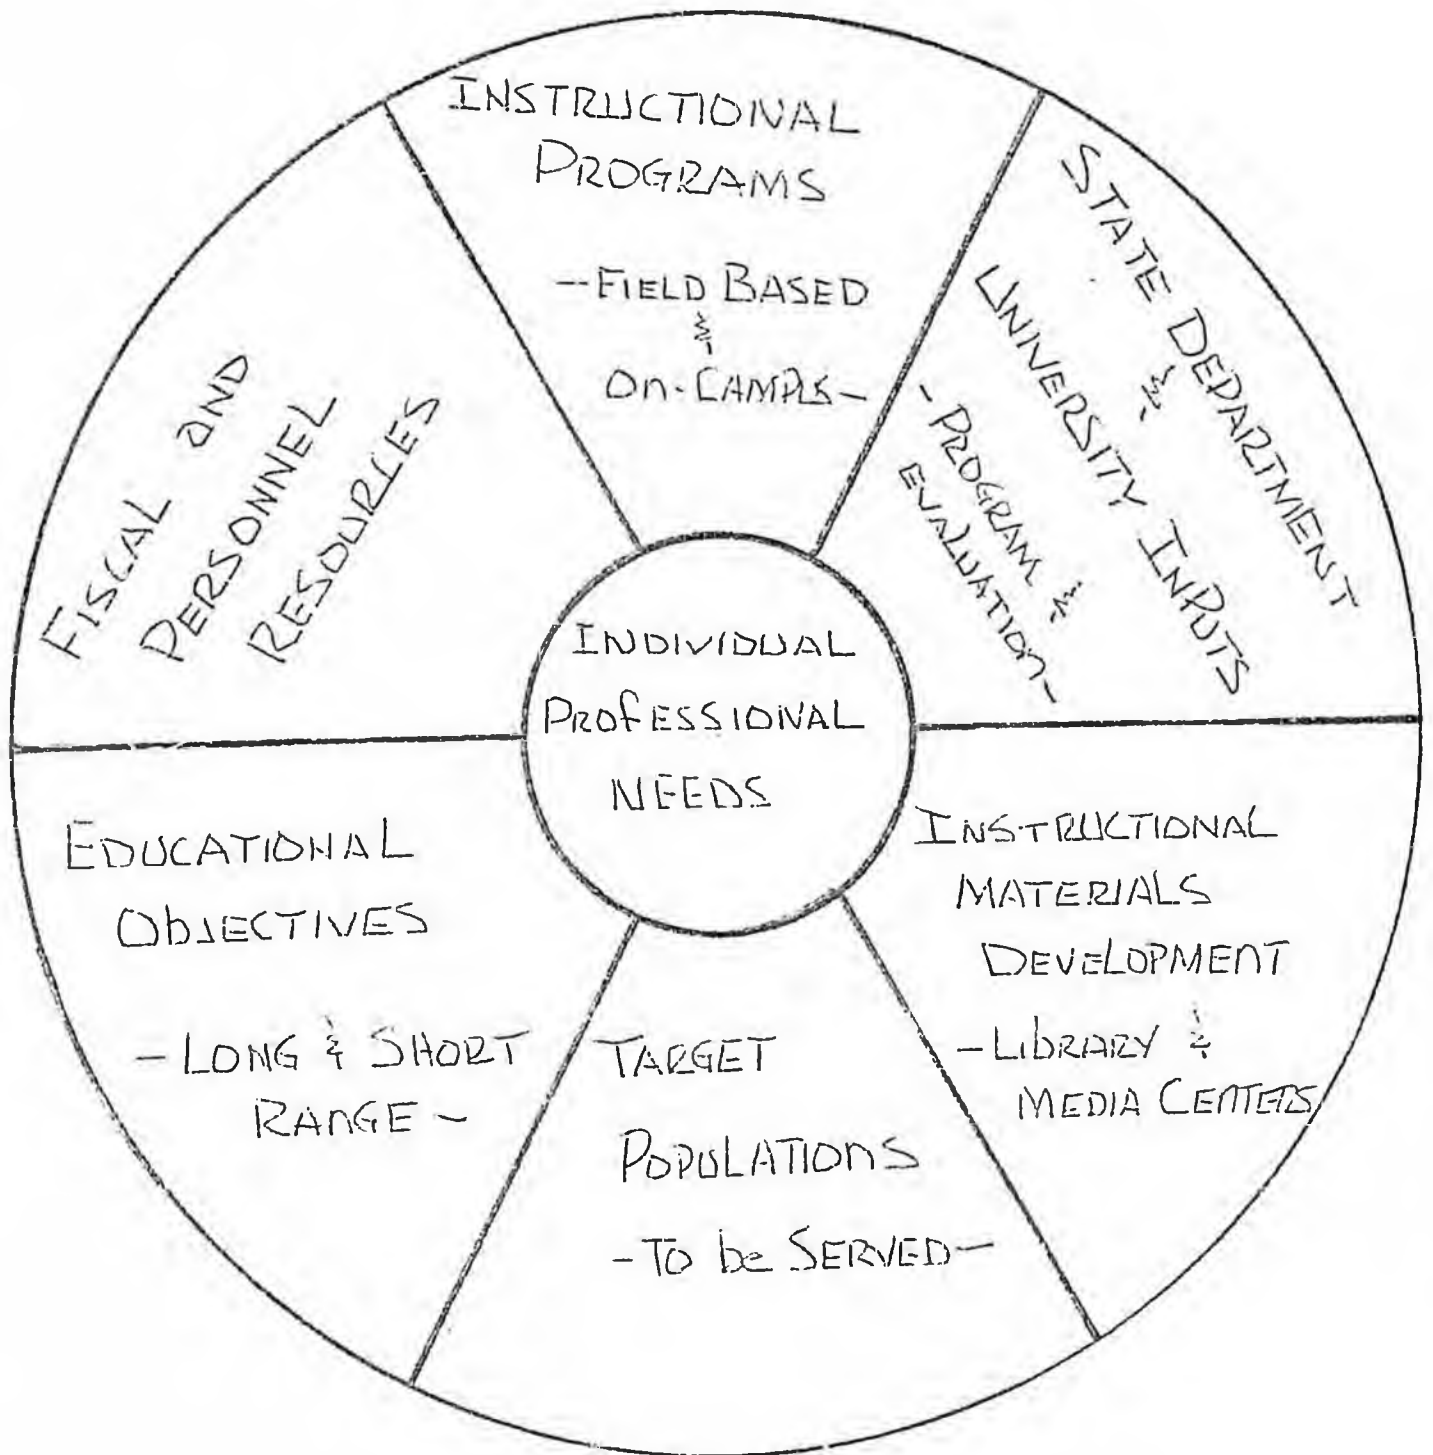 INSTRUCTIONAL
PROGRAMS
-FIELD BASED
&
On-CAMPUS-
STATE DEPARTMENT
&
UNIVERSITY INPUTS
-PROGRAM &
EVALUATION-
INSTRUCTIONAL
MATERIALS
DEVELOPMENT
-LIBRARY &
MEDIA CENTERS
TARGET
POPULATIONS
-To be SERVED-
EDUCATIONAL
ObJECTIVES
-LONG & SHORT
RANGE-
FISCAL AND
PERSONNEL
RESOURCES
INDIVIDUAL
PROFESSIONAL
NEEDS